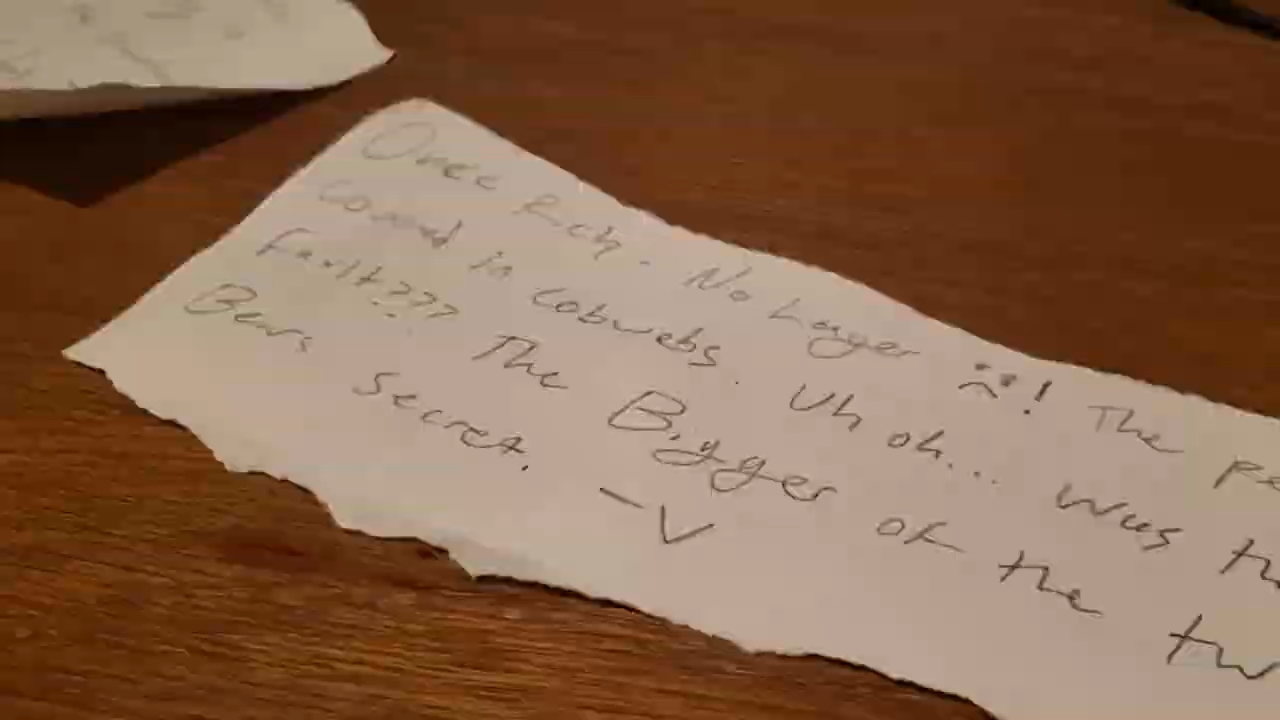 Once Rich. No Longer ☹! The
covered in cobwebs. Uh oh... Was
Fault??? The Bigger of the
Bears secret. -V